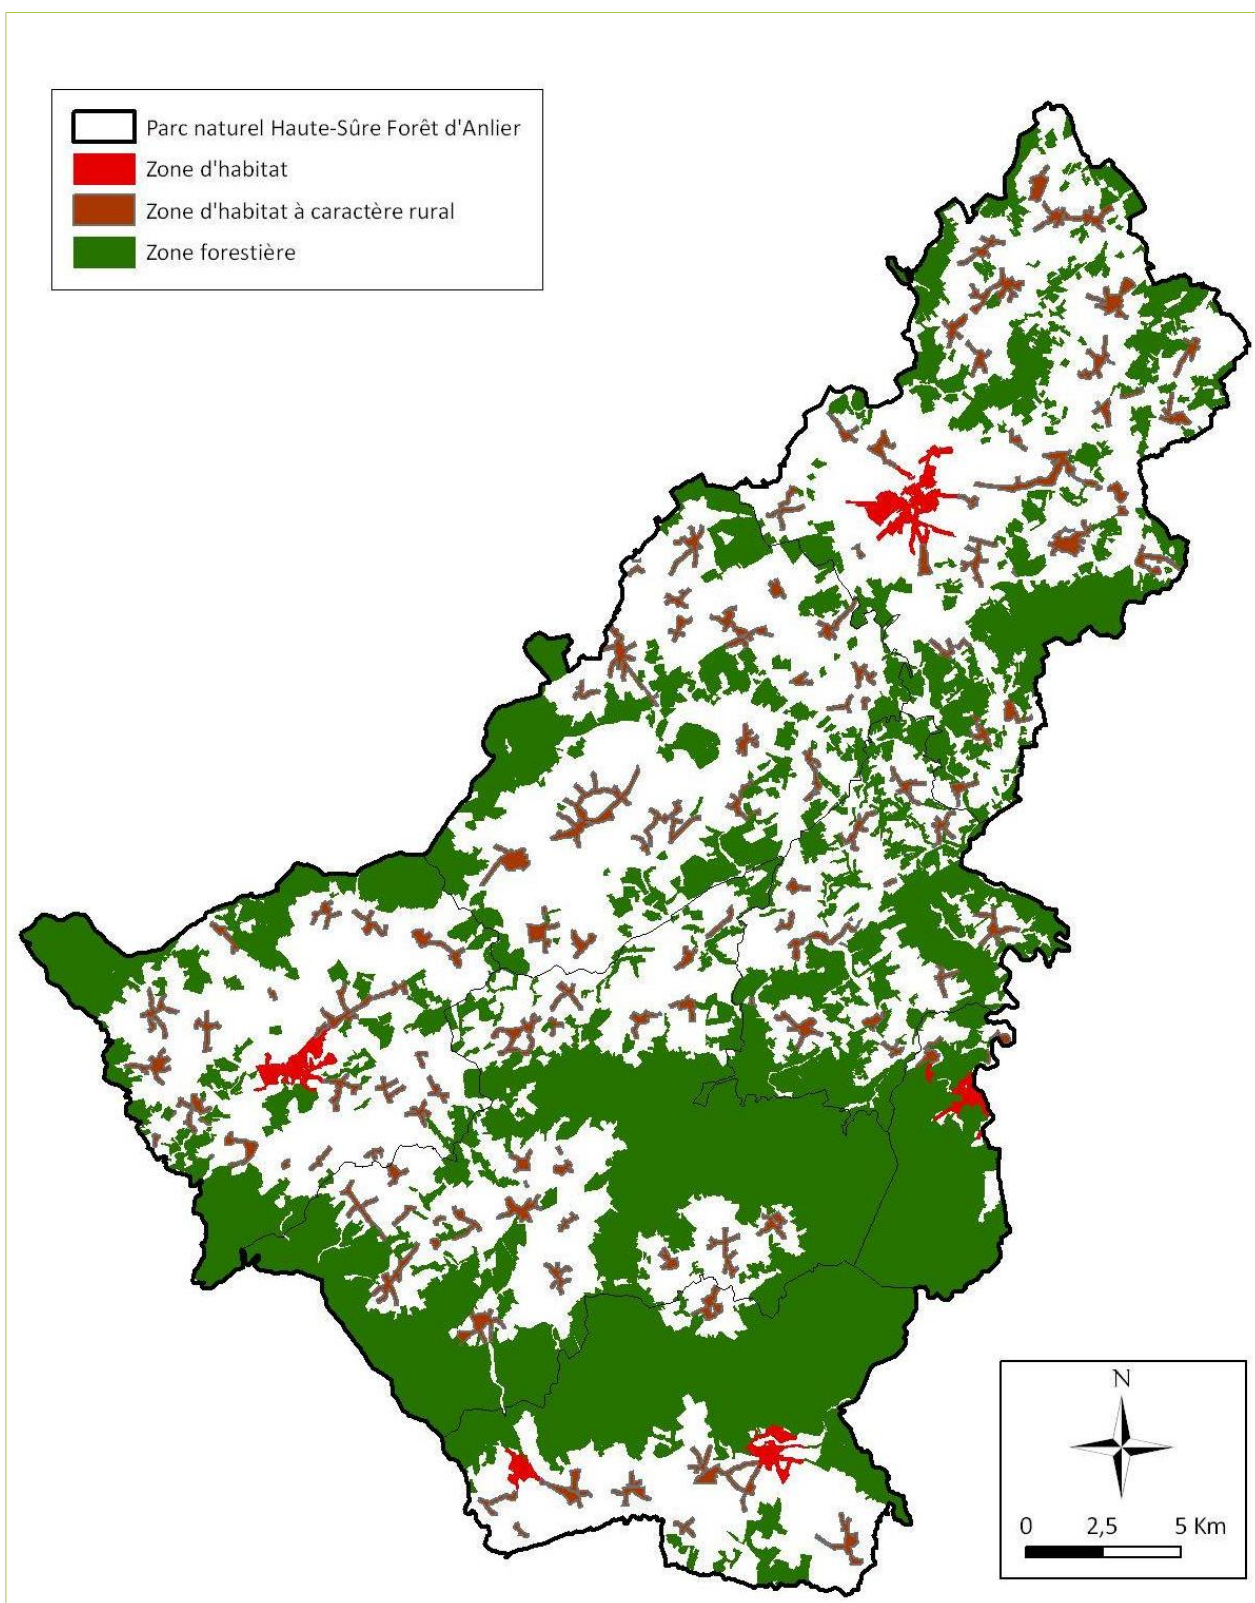 Parc naturel Haute-Sûre Forêt d'Anlier
Zone d'habitat
Zone d'habitat à caractère rural
Zone forestière
N
0 2,5 5 Km